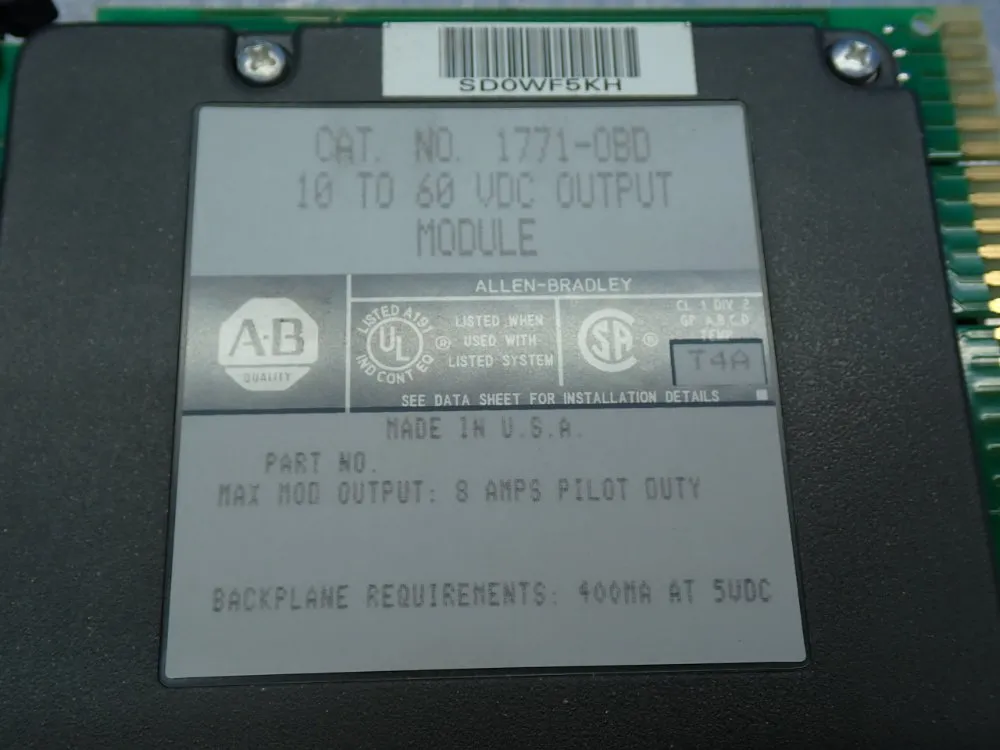 SD0WF5KH
CAT. NO. 1771-OBD
10 TO 60 VDC OUTPUT
MODULE
ALLEN-BRADLEY
A·B
QUALITY
LISTED A191
UL
IND CONT EQ
®
LISTED WHEN
USED WITH
LISTED SYSTEM
SA
®
CL 1 DIV 2
GP A,B,C,D
TEMP
T4A
SEE DATA SHEET FOR INSTALLATION DETAILS
MADE IN U.S.A.
PART NO.
MAX MOD OUTPUT: 8 AMPS PILOT DUTY
BACKPLANE REQUIREMENTS: 400MA AT 5VDC